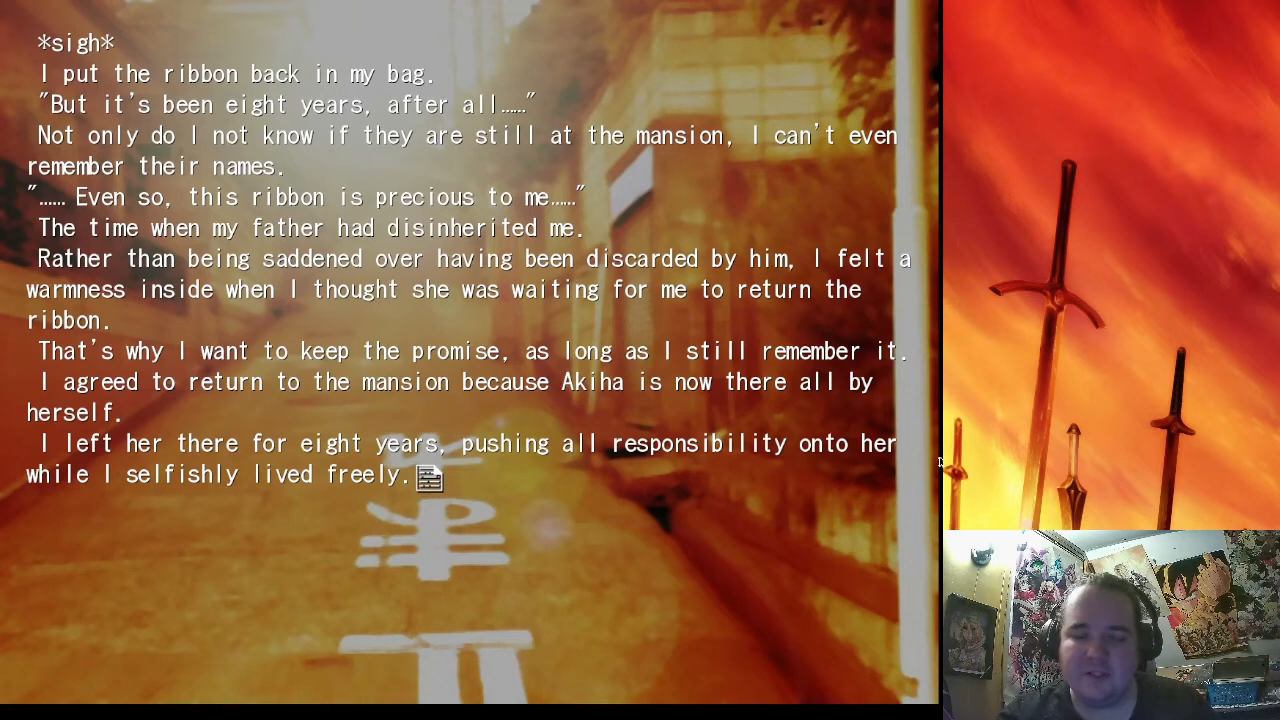 *sigh*
I put the ribbon back in my bag.
"But it's been eight years, after all……"
Not only do I not know if they are still at the mansion, I can't even
remember their names.
"…… Even so, this ribbon is precious to me……"
The time when my father had disinherited me.
Rather than being saddened over having been discarded by him, I felt a
warmness inside when I thought she was waiting for me to return the
ribbon.
That's why I want to keep the promise, as long as I still remember it.
I agreed to return to the mansion because Akiha is now there all by
herself.
I left her there for eight years, pushing all responsibility onto her
while I selfishly lived freely.